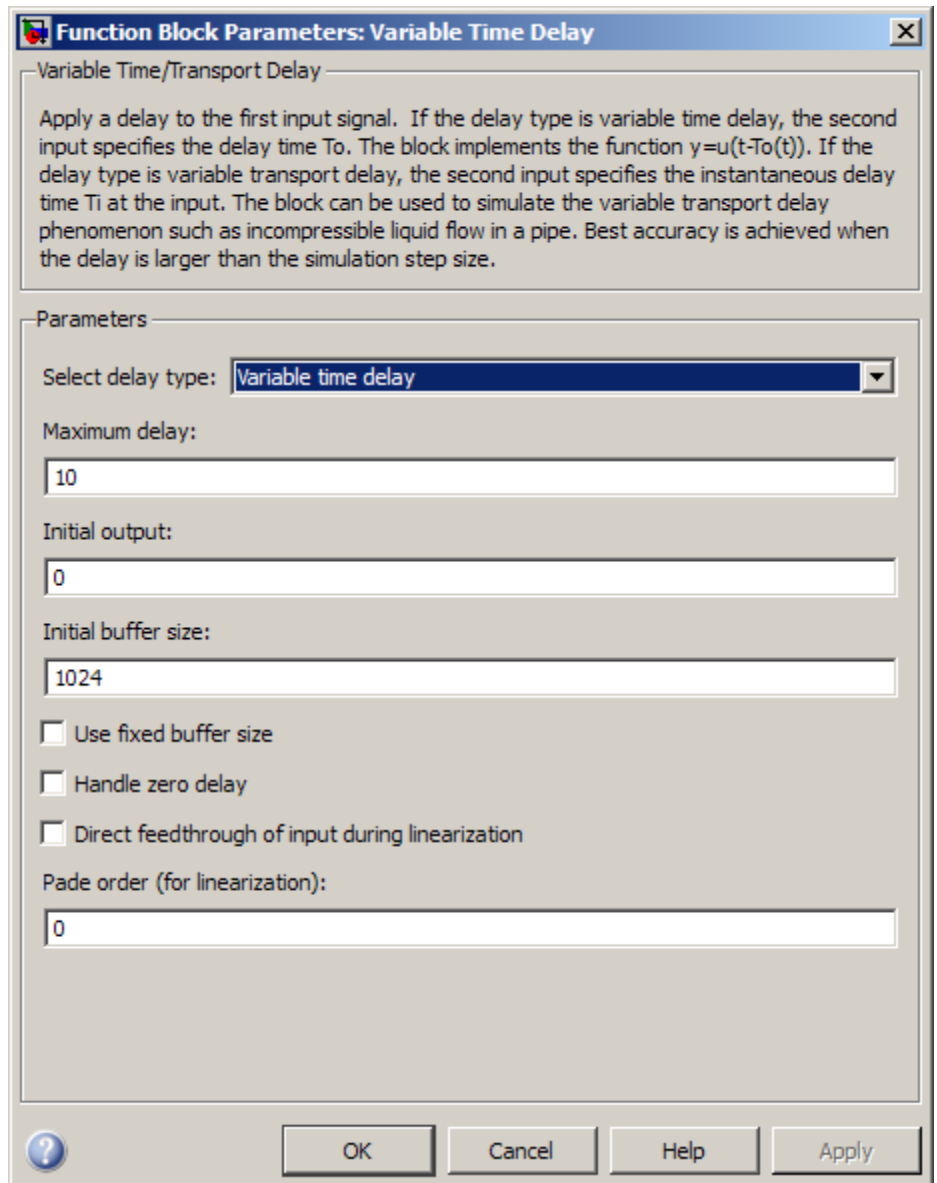 Function Block Parameters: Variable Time Delay
Variable Time/Transport Delay
Apply a delay to the first input signal.  If the delay type is variable time delay, the second
input specifies the delay time To. The block implements the function y=u(t-To(t)). If the
delay type is variable transport delay, the second input specifies the instantaneous delay
time Ti at the input. The block can be used to simulate the variable transport delay
phenomenon such as incompressible liquid flow in a pipe. Best accuracy is achieved when
the delay is larger than the simulation step size.
Parameters
Select delay type: Variable time delay
Maximum delay:
10
Initial output:
0
Initial buffer size:
1024
Use fixed buffer size
Handle zero delay
Direct feedthrough of input during linearization
Pade order (for linearization):
0
? OK Cancel Help Apply